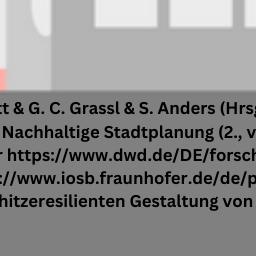 tt & G. C. Grassl & S. Anders (Hrsg
Nachhaltige Stadtplanung (2., v
r https://www.dwd.de/DE/forsch
://www.iosb.fraunhofer.de/de/p
hitzeresilienten Gestaltung von